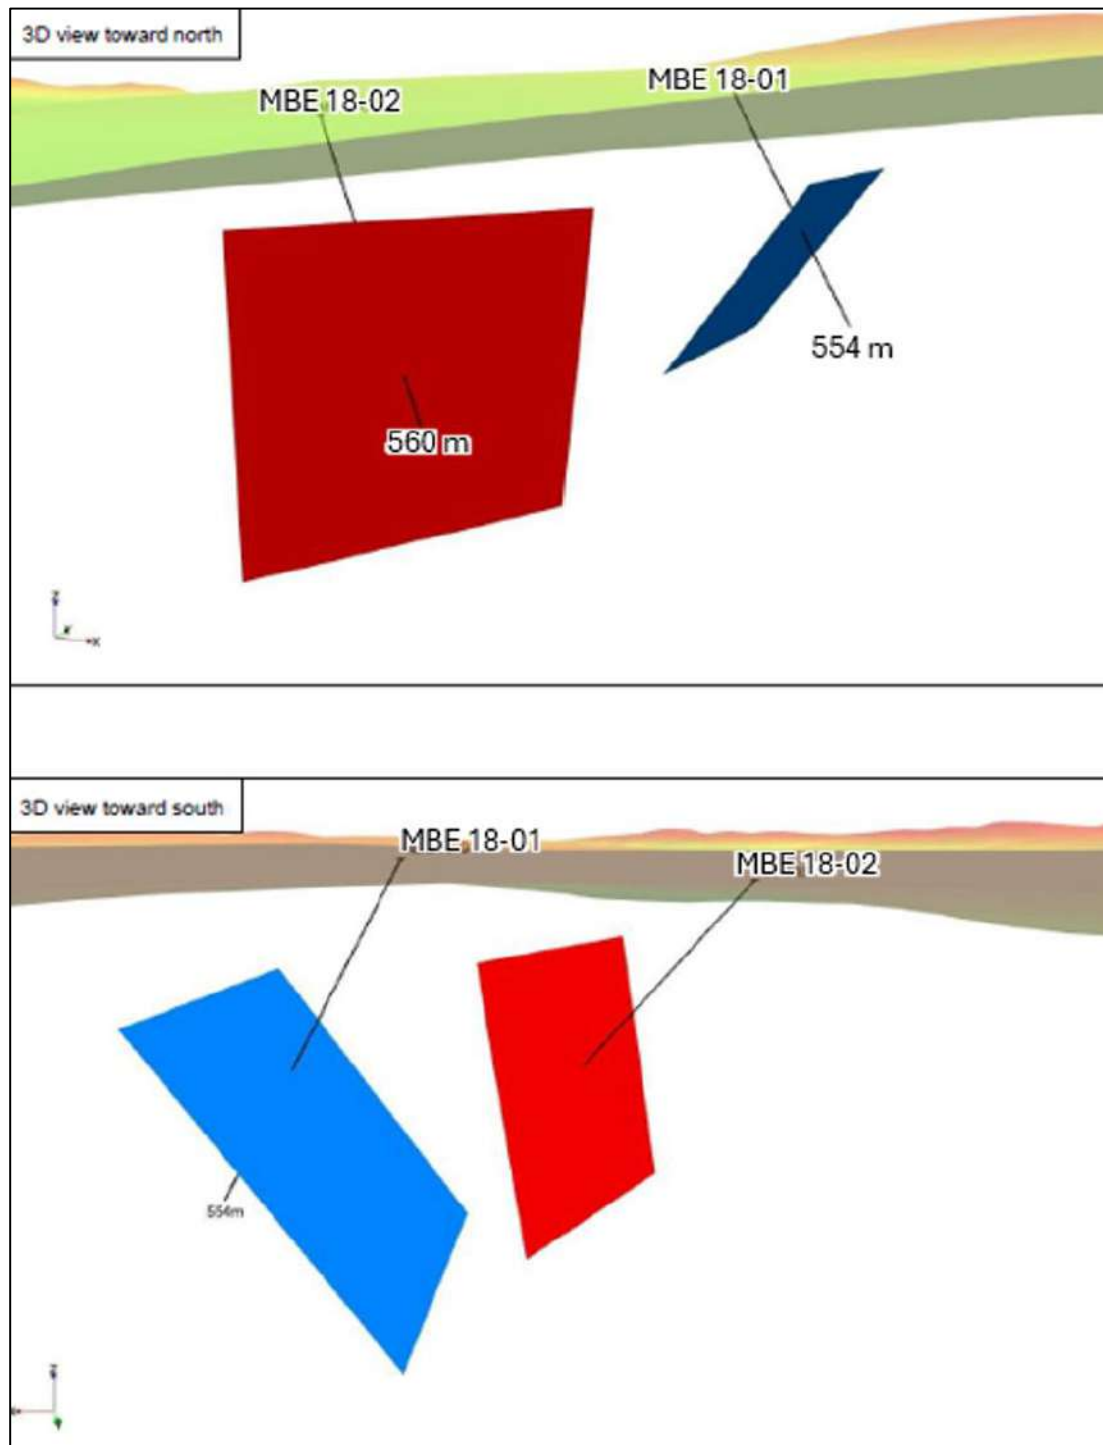 3D view toward north
MBE 18-02
MBE 18-01
554 m
560 m
Z
Y
X
3D view toward south
MBE 18-01
MBE 18-02
554m
Z
Y